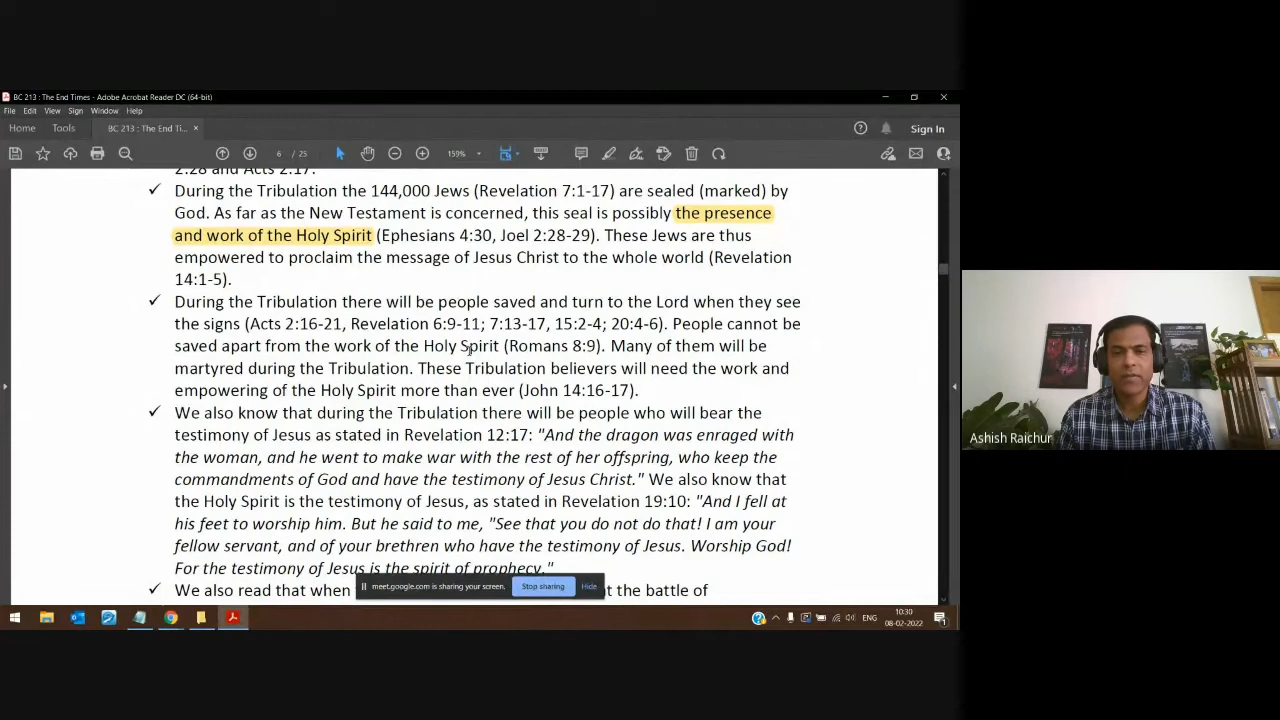 BC 213 : The End Times - Adobe Acrobat Reader DC (64-bit)
File Edit View Sign Window Help
Home Tools BC 213 : The End Ti... × Sign In
6 / 25 159%
2:28 and Acts 2:17.
✓ During the Tribulation the 144,000 Jews (Revelation 7:1-17) are sealed (marked) by
God. As far as the New Testament is concerned, this seal is possibly the presence
and work of the Holy Spirit (Ephesians 4:30, Joel 2:28-29). These Jews are thus
empowered to proclaim the message of Jesus Christ to the whole world (Revelation
14:1-5).
✓ During the Tribulation there will be people saved and turn to the Lord when they see
the signs (Acts 2:16-21, Revelation 6:9-11; 7:13-17, 15:2-4; 20:4-6). People cannot be
saved apart from the work of the Holy Spirit (Romans 8:9). Many of them will be
martyred during the Tribulation. These Tribulation believers will need the work and
empowering of the Holy Spirit more than ever (John 14:16-17).
✓ We also know that during the Tribulation there will be people who will bear the
testimony of Jesus as stated in Revelation 12:17: "And the dragon was enraged with
the woman, and he went to make war with the rest of her offspring, who keep the
commandments of God and have the testimony of Jesus Christ." We also know that
the Holy Spirit is the testimony of Jesus, as stated in Revelation 19:10: "And I fell at
his feet to worship him. But he said to me, "See that you do not do that! I am your
fellow servant, and of your brethren who have the testimony of Jesus. Worship God!
For the testimony of Jesus is the spirit of prophecy."
✓ We also read that when t the battle of
meet.google.com is sharing your screen. Stop sharing Hide
ENG 10:30
08-02-2022
Ashish Raichur